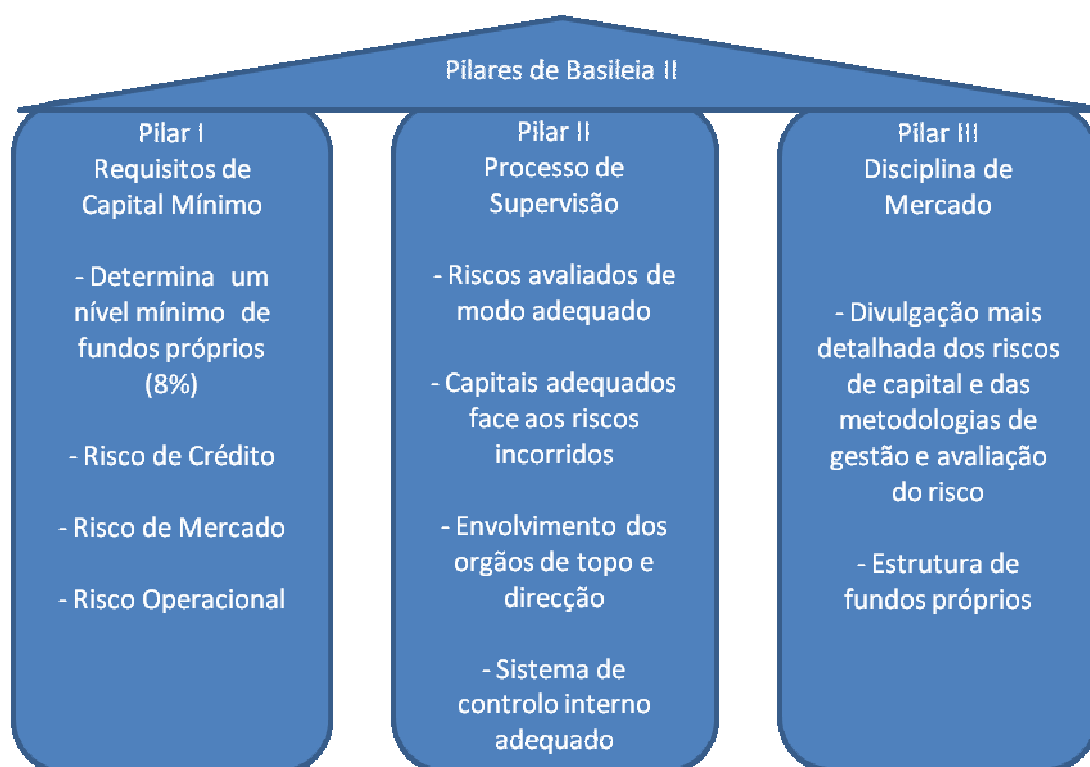 Pilares de Basileia II
Pilar I
Requisitos de
Capital Mínimo
- Determina um
nível mínimo de
fundos próprios
(8%)
- Risco de Crédito
- Risco de Mercado
- Risco Operacional
Pilar II
Processo de
Supervisão
- Riscos avaliados de
modo adequado
- Capitais adequados
face aos riscos
incorridos
- Envolvimento dos
orgãos de topo e
direcção
- Sistema de
controlo interno
adequado
Pilar III
Disciplina de
Mercado
- Divulgação mais
detalhada dos riscos
de capital e das
metodologias de
gestão e avaliação
do risco
- Estrutura de
fundos próprios